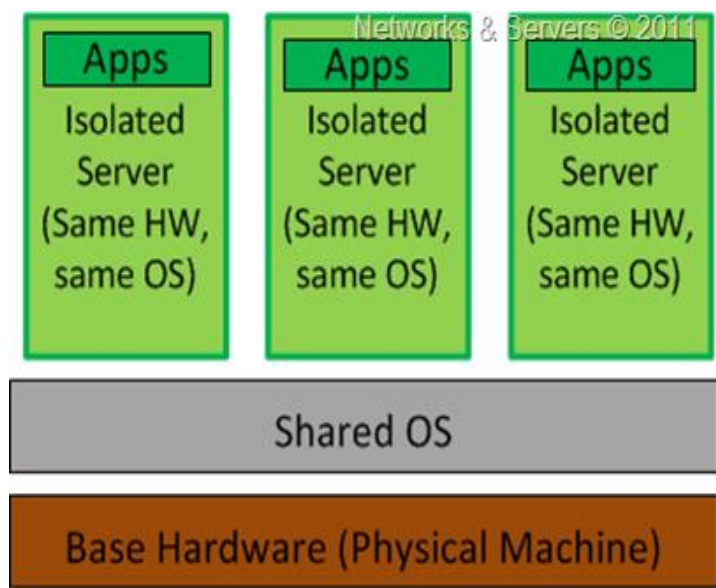 Networks & Servers © 2011
Apps
Isolated
Server
(Same HW,
same OS)
Apps
Isolated
Server
(Same HW,
same OS)
Apps
Isolated
Server
(Same HW,
same OS)
Shared OS
Base Hardware (Physical Machine)